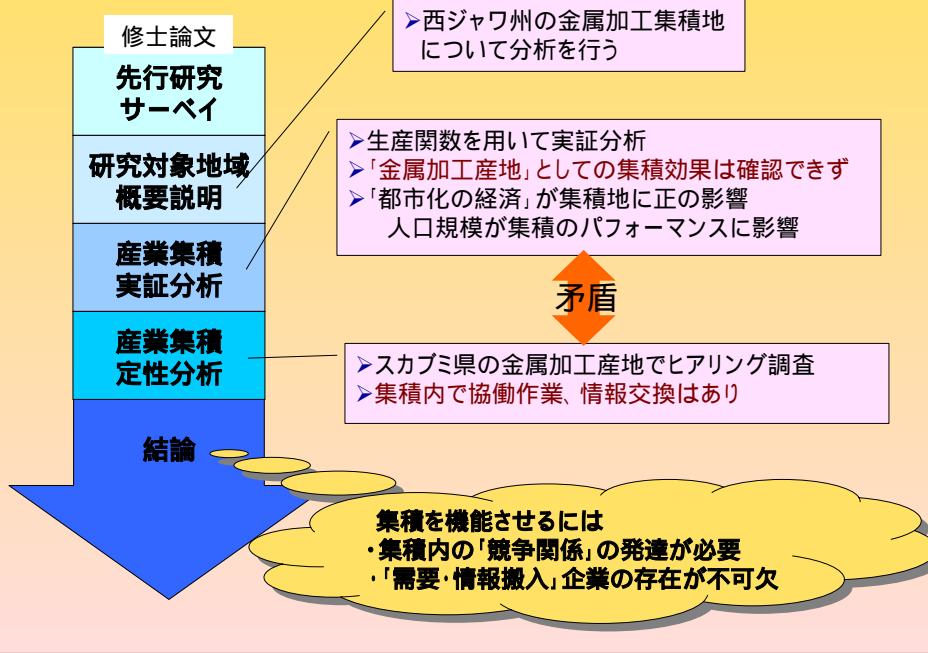 修士論文
先行研究
サーベイ
研究対象地域
概要説明
産業集積
実証分析
産業集積
定性分析
結論
➢西ジャワ州の金属加工集積地
について分析を行う
➢生産関数を用いて実証分析
➢「金属加工産地」としての集積効果は確認できず
➢「都市化の経済」が集積地に正の影響
人口規模が集積のパフォーマンスに影響
矛盾
➢スカブミ県の金属加工産地でヒアリング調査
➢集積内で協働作業、情報交換はあり
集積を機能させるには
・集積内の「競争関係」の発達が必要
・「需要・情報搬入」企業の存在が不可欠